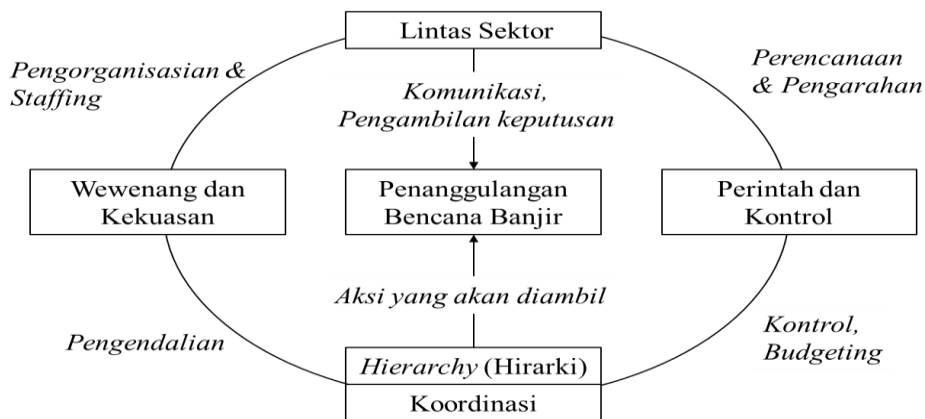 Lintas Sektor
Pengorganisasian &
Staffing
Perencanaan
& Pengarahan
Komunikasi,
Pengambilan keputusan
Wewenang dan
Kekuasan
Penanggulangan
Bencana Banjir
Perintah dan
Kontrol
Aksi yang akan diambil
Pengendalian
Kontrol,
Budgeting
Hierarchy (Hirarki)
Koordinasi